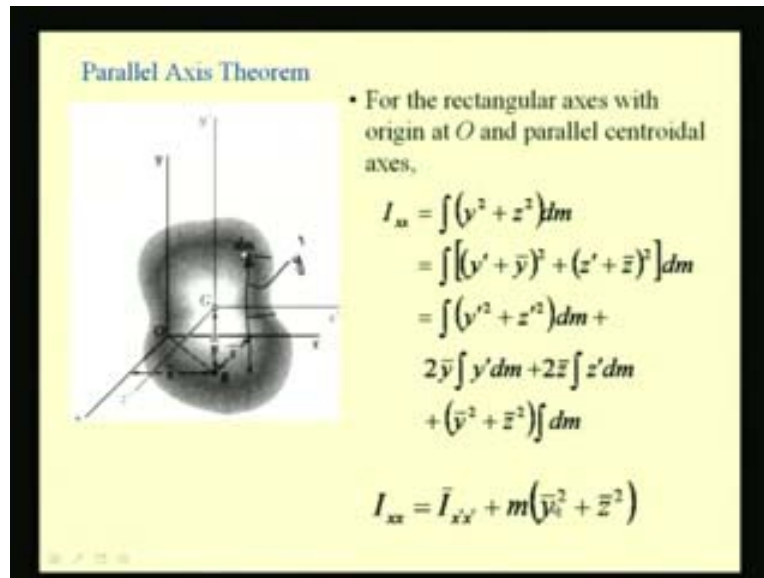 Parallel Axis Theorem
• For the rectangular axes with
origin at O and parallel centroidal
axes,
I_xx = ∫(y² + z²)dm
= ∫[(y′ + ȳ)² + (z′ + z̄)²]dm
= ∫(y′² + z′²)dm +
2ȳ∫y′dm +2z̄∫z′dm
+(ȳ² + z̄²)∫dm
I_xx = Ī_x′x′ + m(ȳ² + z̄²)
y′
y
dm
G
O
B